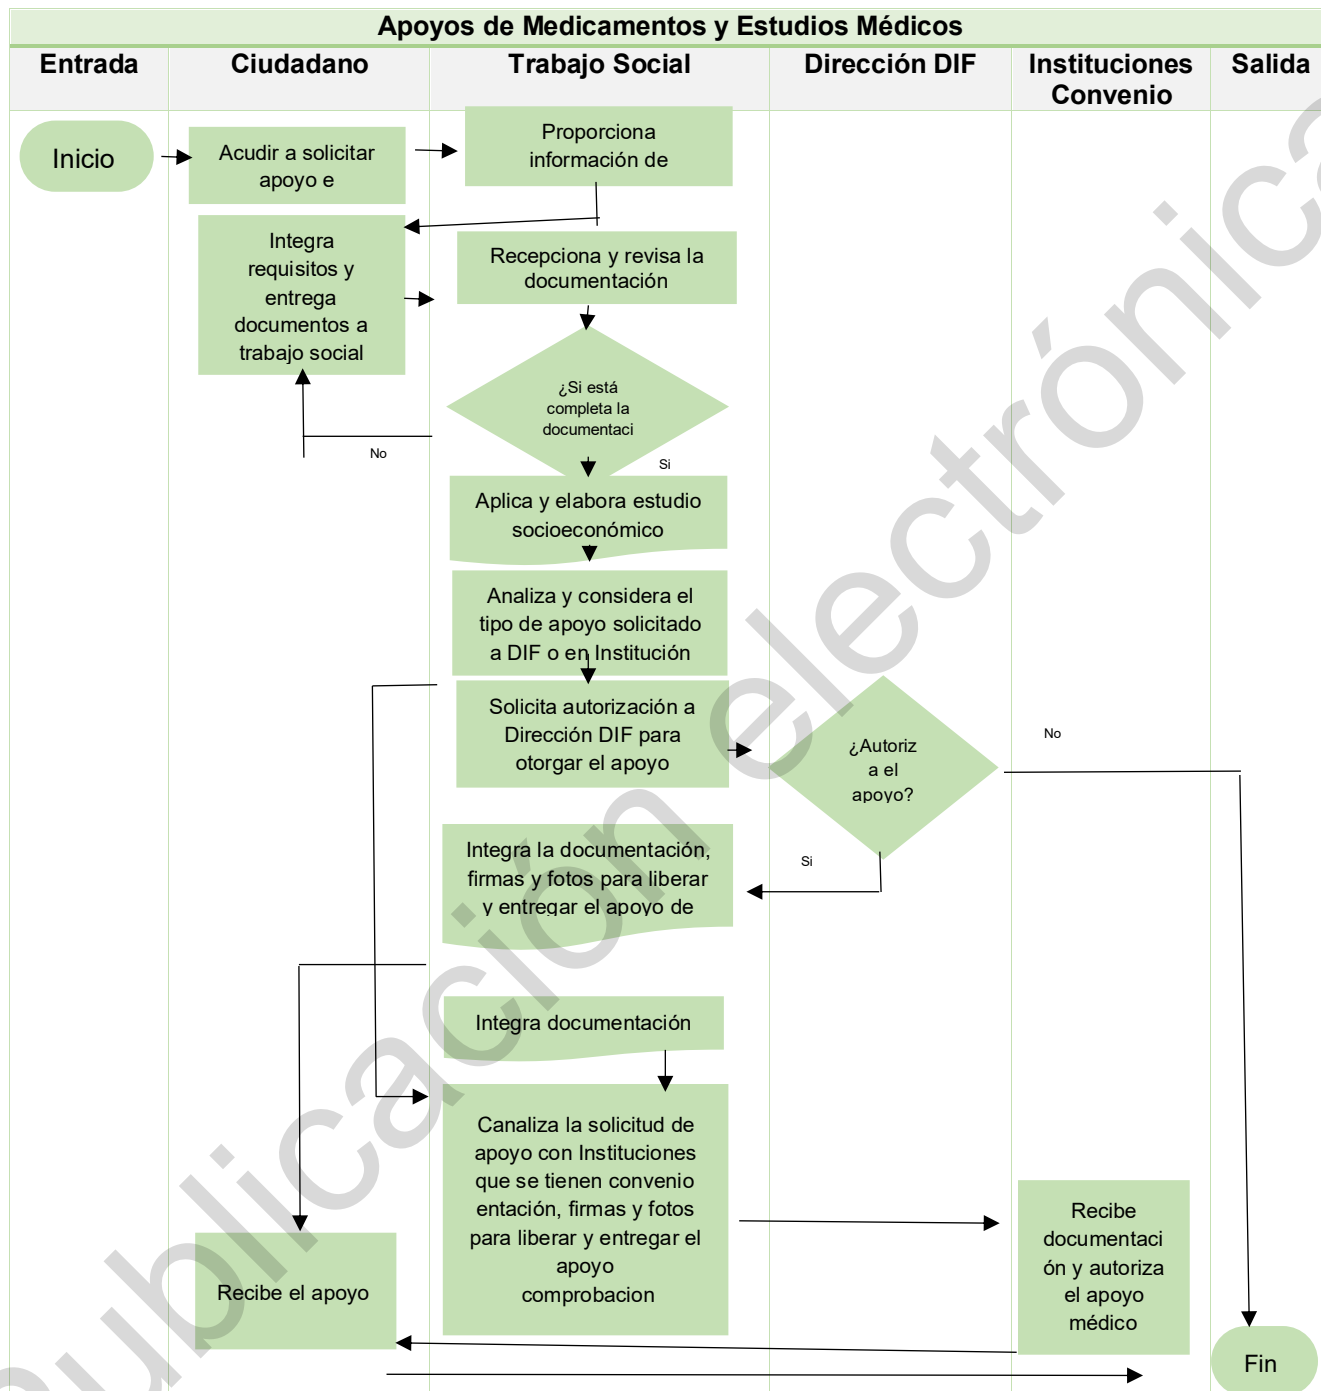 Apoyos de Medicamentos y Estudios Médicos
Entrada
Ciudadano
Trabajo Social
Dirección DIF
Instituciones
Convenio
Salida
Inicio
Acudir a solicitar
apoyo e
Proporciona
información de
Integra
requisitos y
entrega
documentos a
trabajo social
Recepciona y revisa la
documentación
¿Si está
completa la
documentaci
No
Si
Aplica y elabora estudio
socioeconómico
Analiza y considera el
tipo de apoyo solicitado
a DIF o en Institución
Solicita autorización a
Dirección DIF para
otorgar el apoyo
¿Autoriz
a el
apoyo?
No
Si
Integra la documentación,
firmas y fotos para liberar
y entregar el apoyo de
Integra documentación
Canaliza la solicitud de
apoyo con Instituciones
que se tienen convenio
entación, firmas y fotos
para liberar y entregar el
apoyo
comprobacion
Recibe
documentaci
ón y autoriza
el apoyo
médico
Recibe el apoyo
Fin
Publicación electrónica